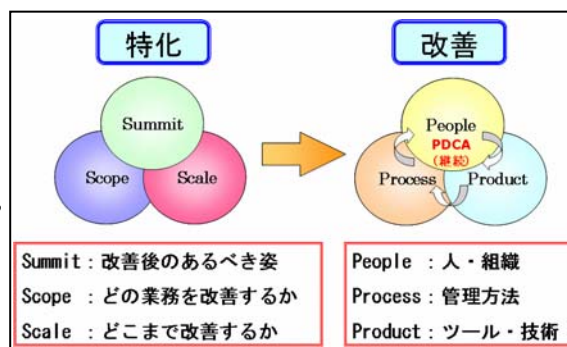 特化
改善
Summit
Scope
Scale
People
PDCA
(継続)
Process
Product
Summit：改善後のあるべき姿
Scope：どの業務を改善するか
Scale：どこまで改善するか
People：人・組織
Process：管理方法
Product：ツール・技術